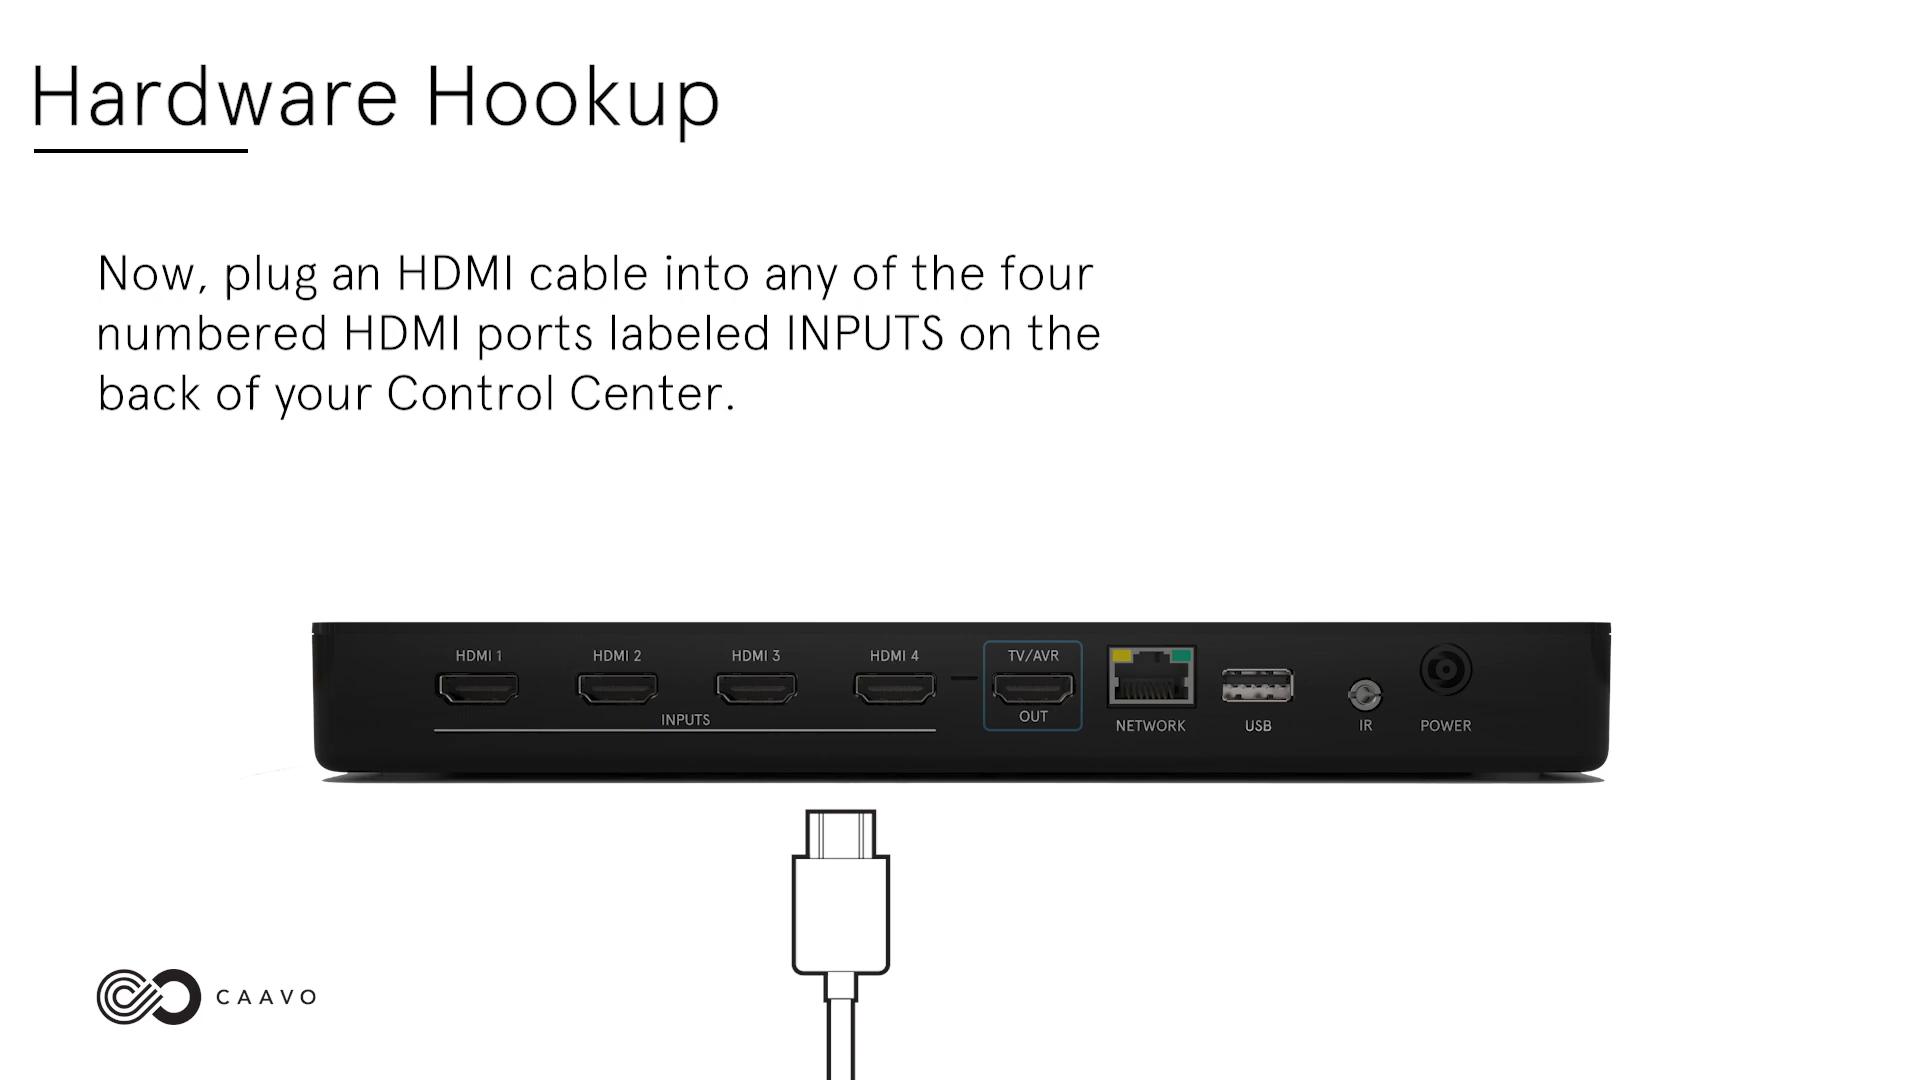 Hardware Hookup
Now, plug an HDMI cable into any of the four
numbered HDMI ports labeled INPUTS on the
back of your Control Center.
HDMI 1
HDMI 2
HDMI 3
HDMI 4
TV/AVR
INPUTS
OUT
NETWORK
USB
IR
POWER
CAAVO